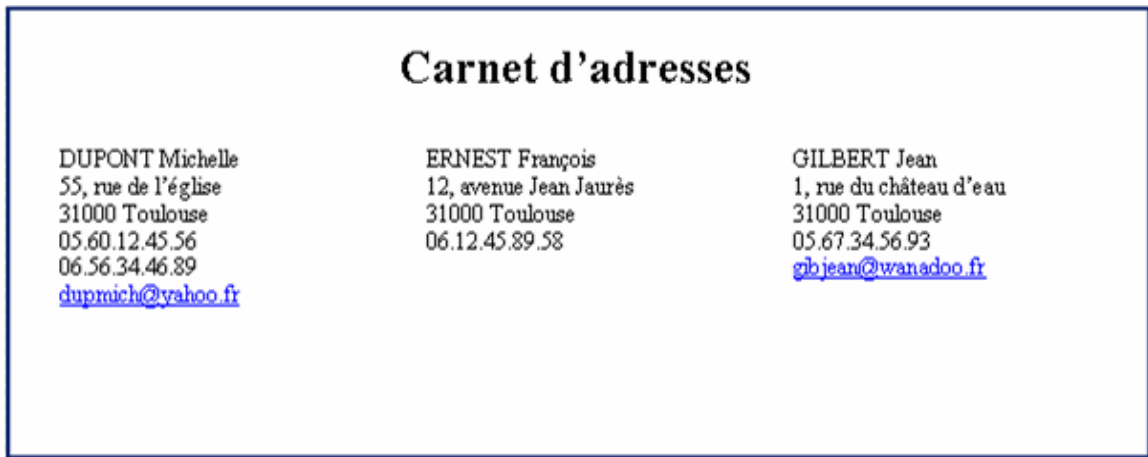 Carnet d’adresses
DUPONT Michelle
55, rue de l’église
31000 Toulouse
05.60.12.45.56
06.56.34.46.89
dupmich@yahoo.fr
ERNEST François
12, avenue Jean Jaurès
31000 Toulouse
06.12.45.89.58
GILBERT Jean
1, rue du château d’eau
31000 Toulouse
05.67.34.56.93
gibjean@wanadoo.fr